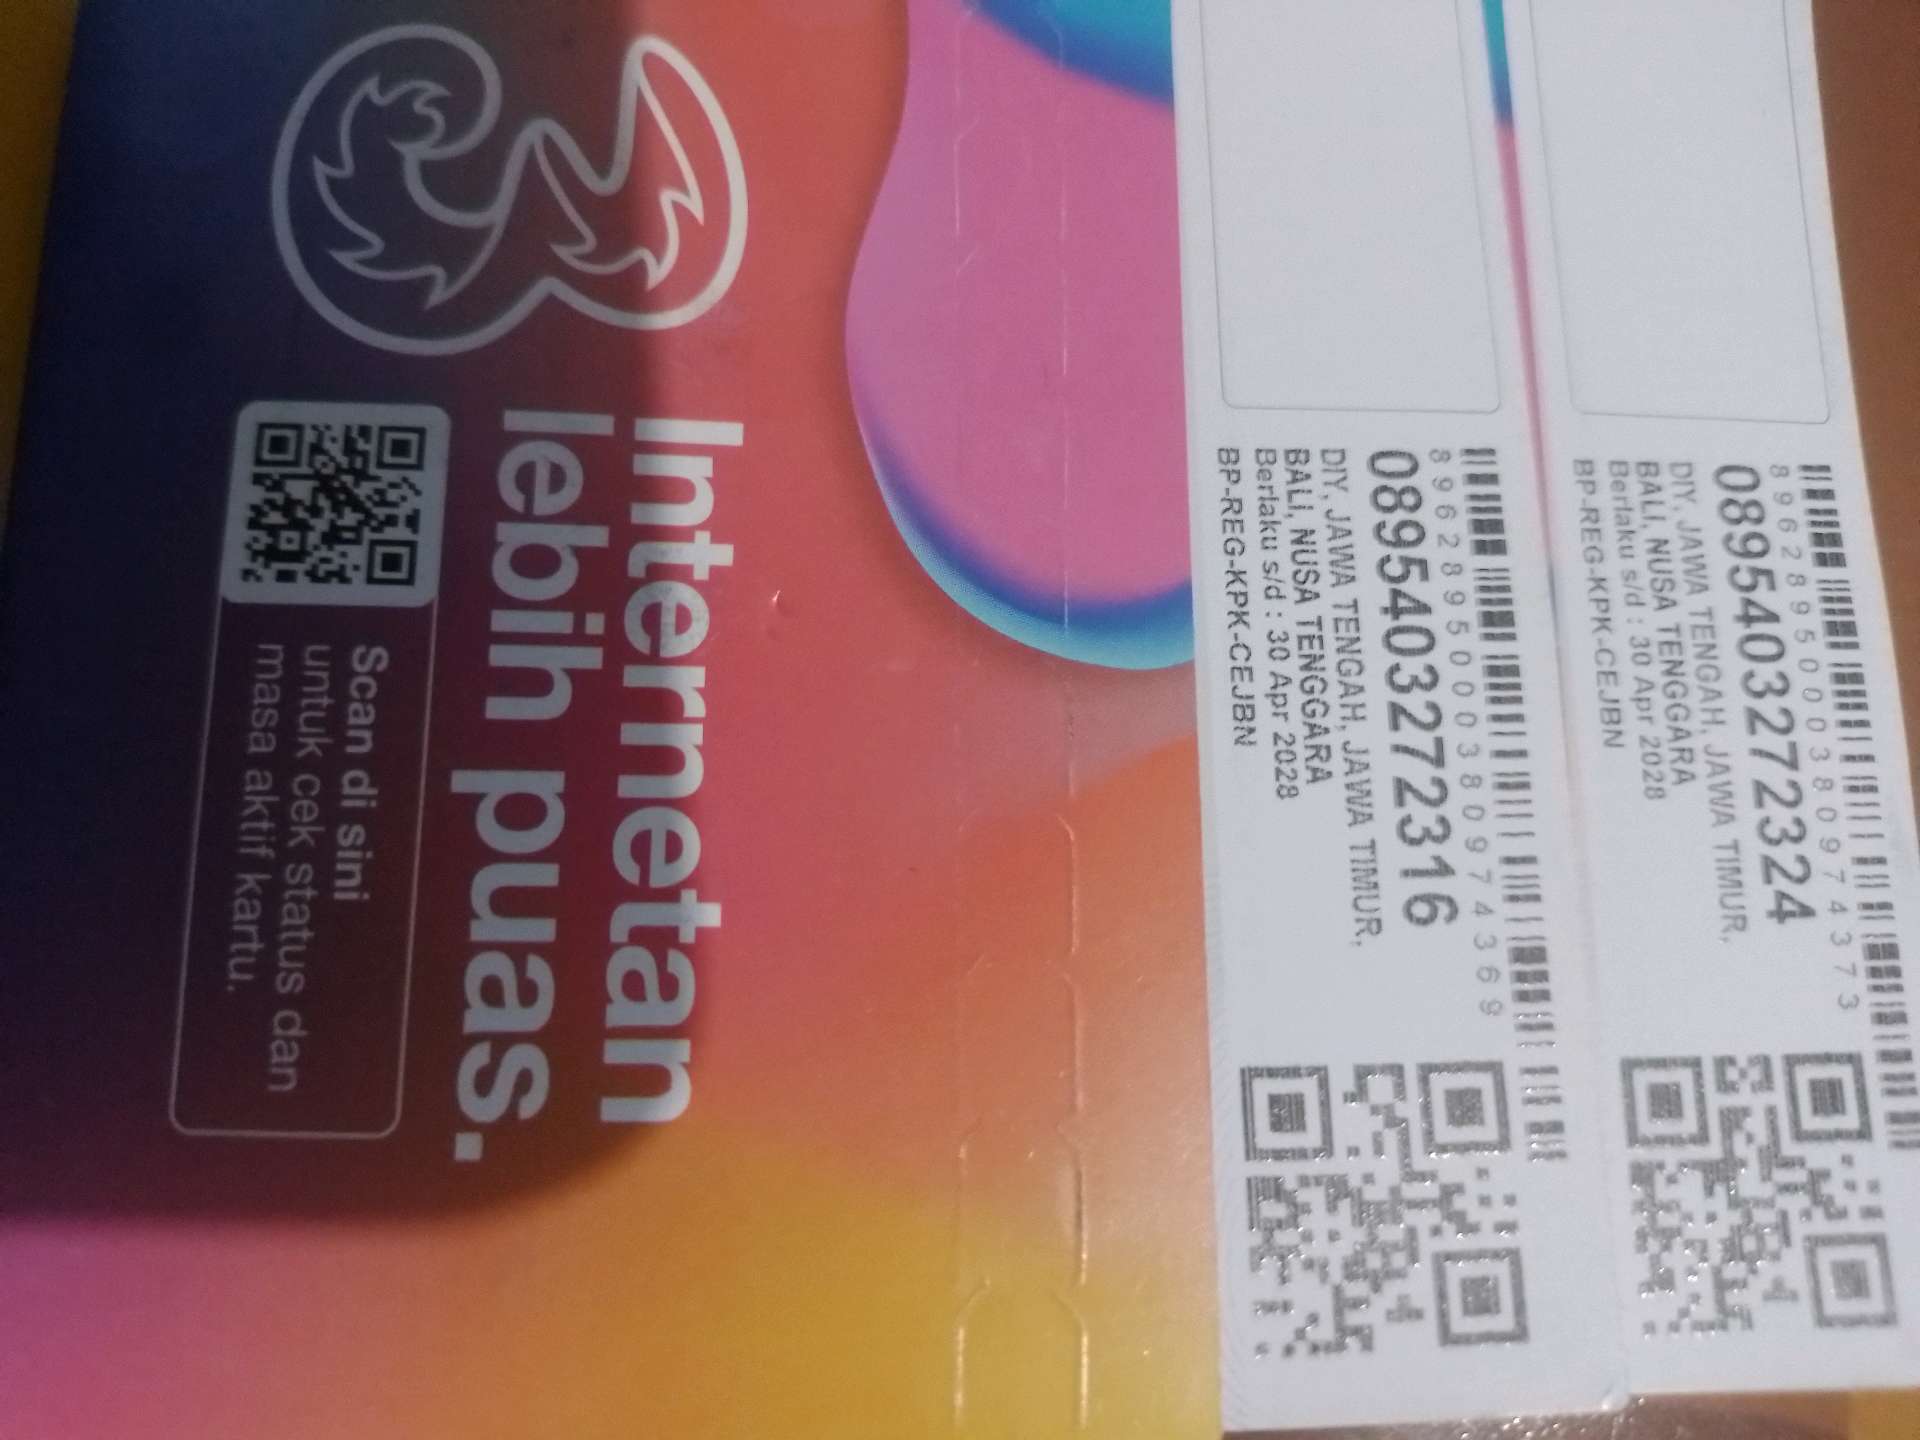 Internetan
lebih puas.
Scan di sini
untuk cek status dan
masa aktif kartu.
8962895000380974369
0895403272316
DIY, JAWA TENGAH, JAWA TIMUR,
BALI, NUSA TENGGARA
Berlaku s/d : 30 Apr 2028
BP-REG-KPK-CEJBN
8962895000380974373
0895403272324
DIY, JAWA TENGAH, JAWA TIMUR,
BALI, NUSA TENGGARA
Berlaku s/d : 30 Apr 2028
BP-REG-KPK-CEJBN